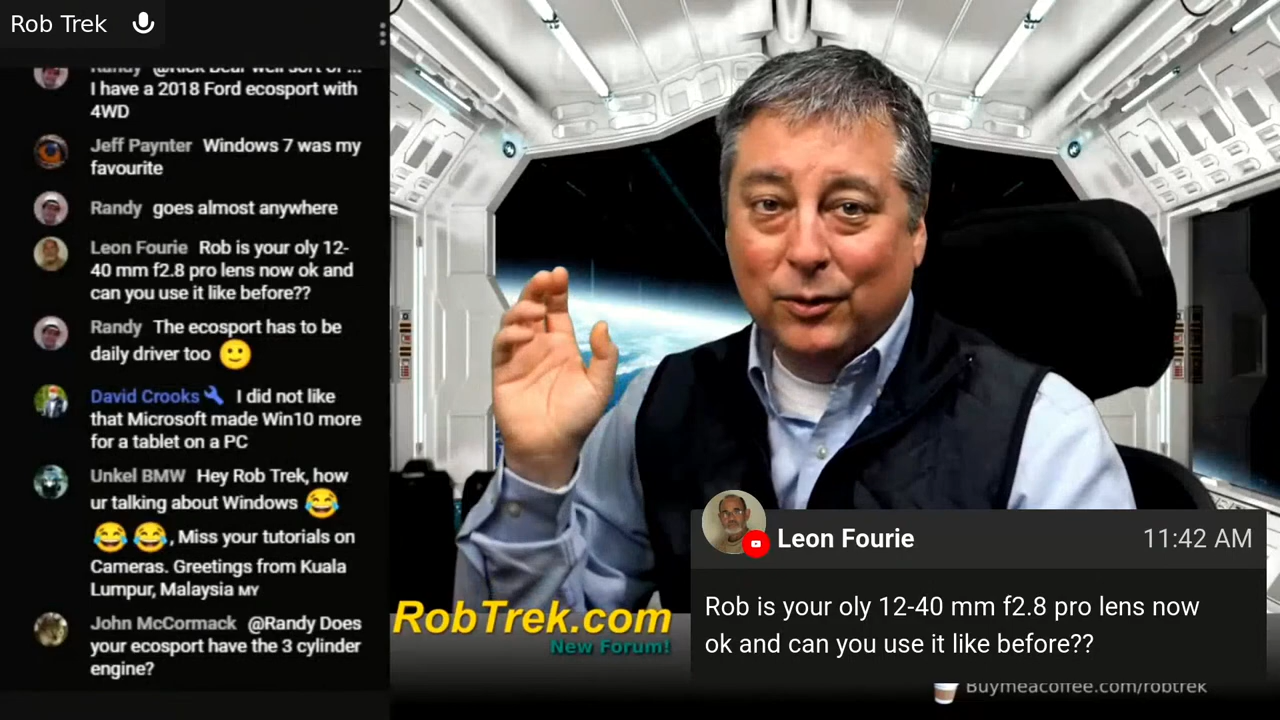 Rob Trek
Randy @Rick Bear well sort of ...
I have a 2018 Ford ecosport with
4WD
Jeff Paynter Windows 7 was my
favourite
Randy goes almost anywhere
Leon Fourie Rob is your oly 12-
40 mm f2.8 pro lens now ok and
can you use it like before??
Randy The ecosport has to be
daily driver too 🙂
David Crooks I did not like
that Microsoft made Win10 more
for a tablet on a PC
Unkel BMW Hey Rob Trek, how
ur talking about Windows 😂
😂😂, Miss your tutorials on
Cameras. Greetings from Kuala
Lumpur, Malaysia MY
John McCormack @Randy Does
your ecosport have the 3 cylinder
engine?
RobTrek.com
New Forum!
Leon Fourie 11:42 AM
Rob is your oly 12-40 mm f2.8 pro lens now
ok and can you use it like before??
Buymeacoffee.com/robtrek